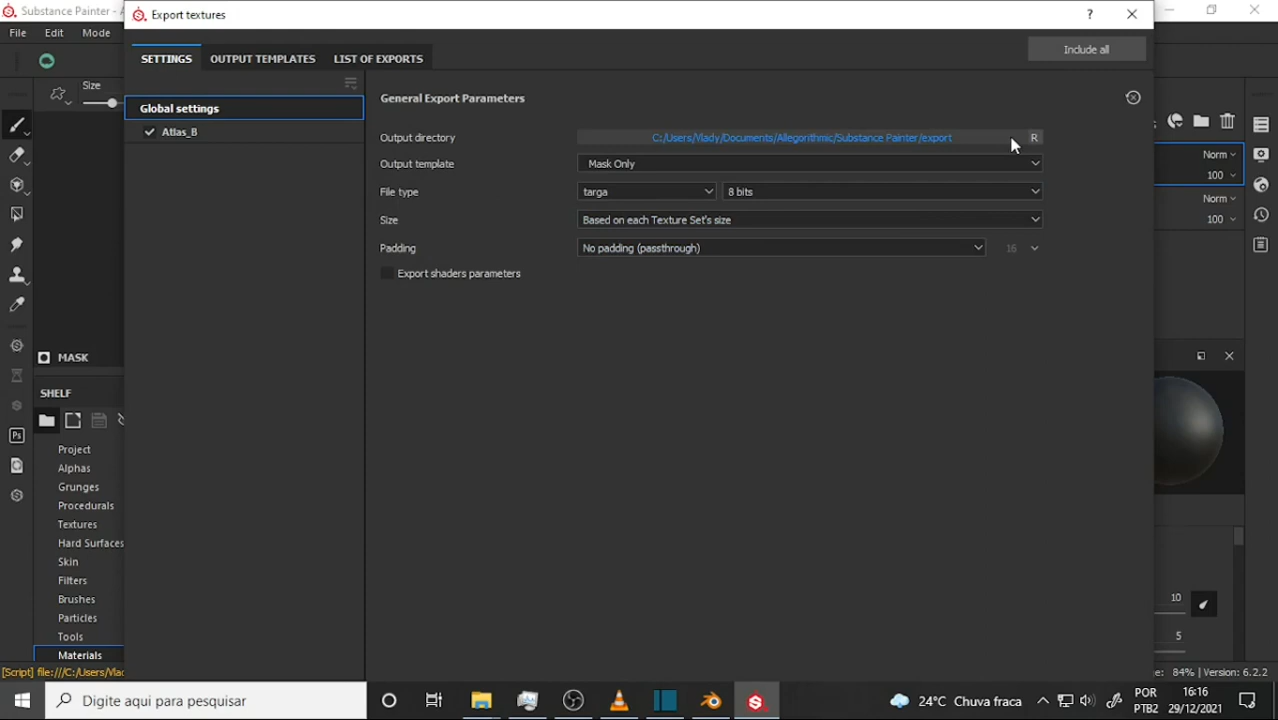 Substance Painter - A
Export textures
?
File Edit Mode
SETTINGS OUTPUT TEMPLATES LIST OF EXPORTS
Include all
Size
Global settings
Atlas_B
General Export Parameters
Output directory C:/Users/Vlady/Documents/Allegorithmic/Substance Painter/export R
Output template Mask Only
File type targa 8 bits
Size Based on each Texture Set's size
Padding No padding (passthrough) 16
Export shaders parameters
Norm
100
Norm
100
MASK
SHELF
Ps
Project
Alphas
Grunges
Procedurals
Textures
Hard Surfaces
Skin
Filters
Brushes
Particles
Tools
Materials
10
5
[Script] file:///C:/Users/Vlad
84% | Version: 6.2.2
Digite aqui para pesquisar
24°C Chuva fraca
POR
PTB2
16:16
29/12/2021